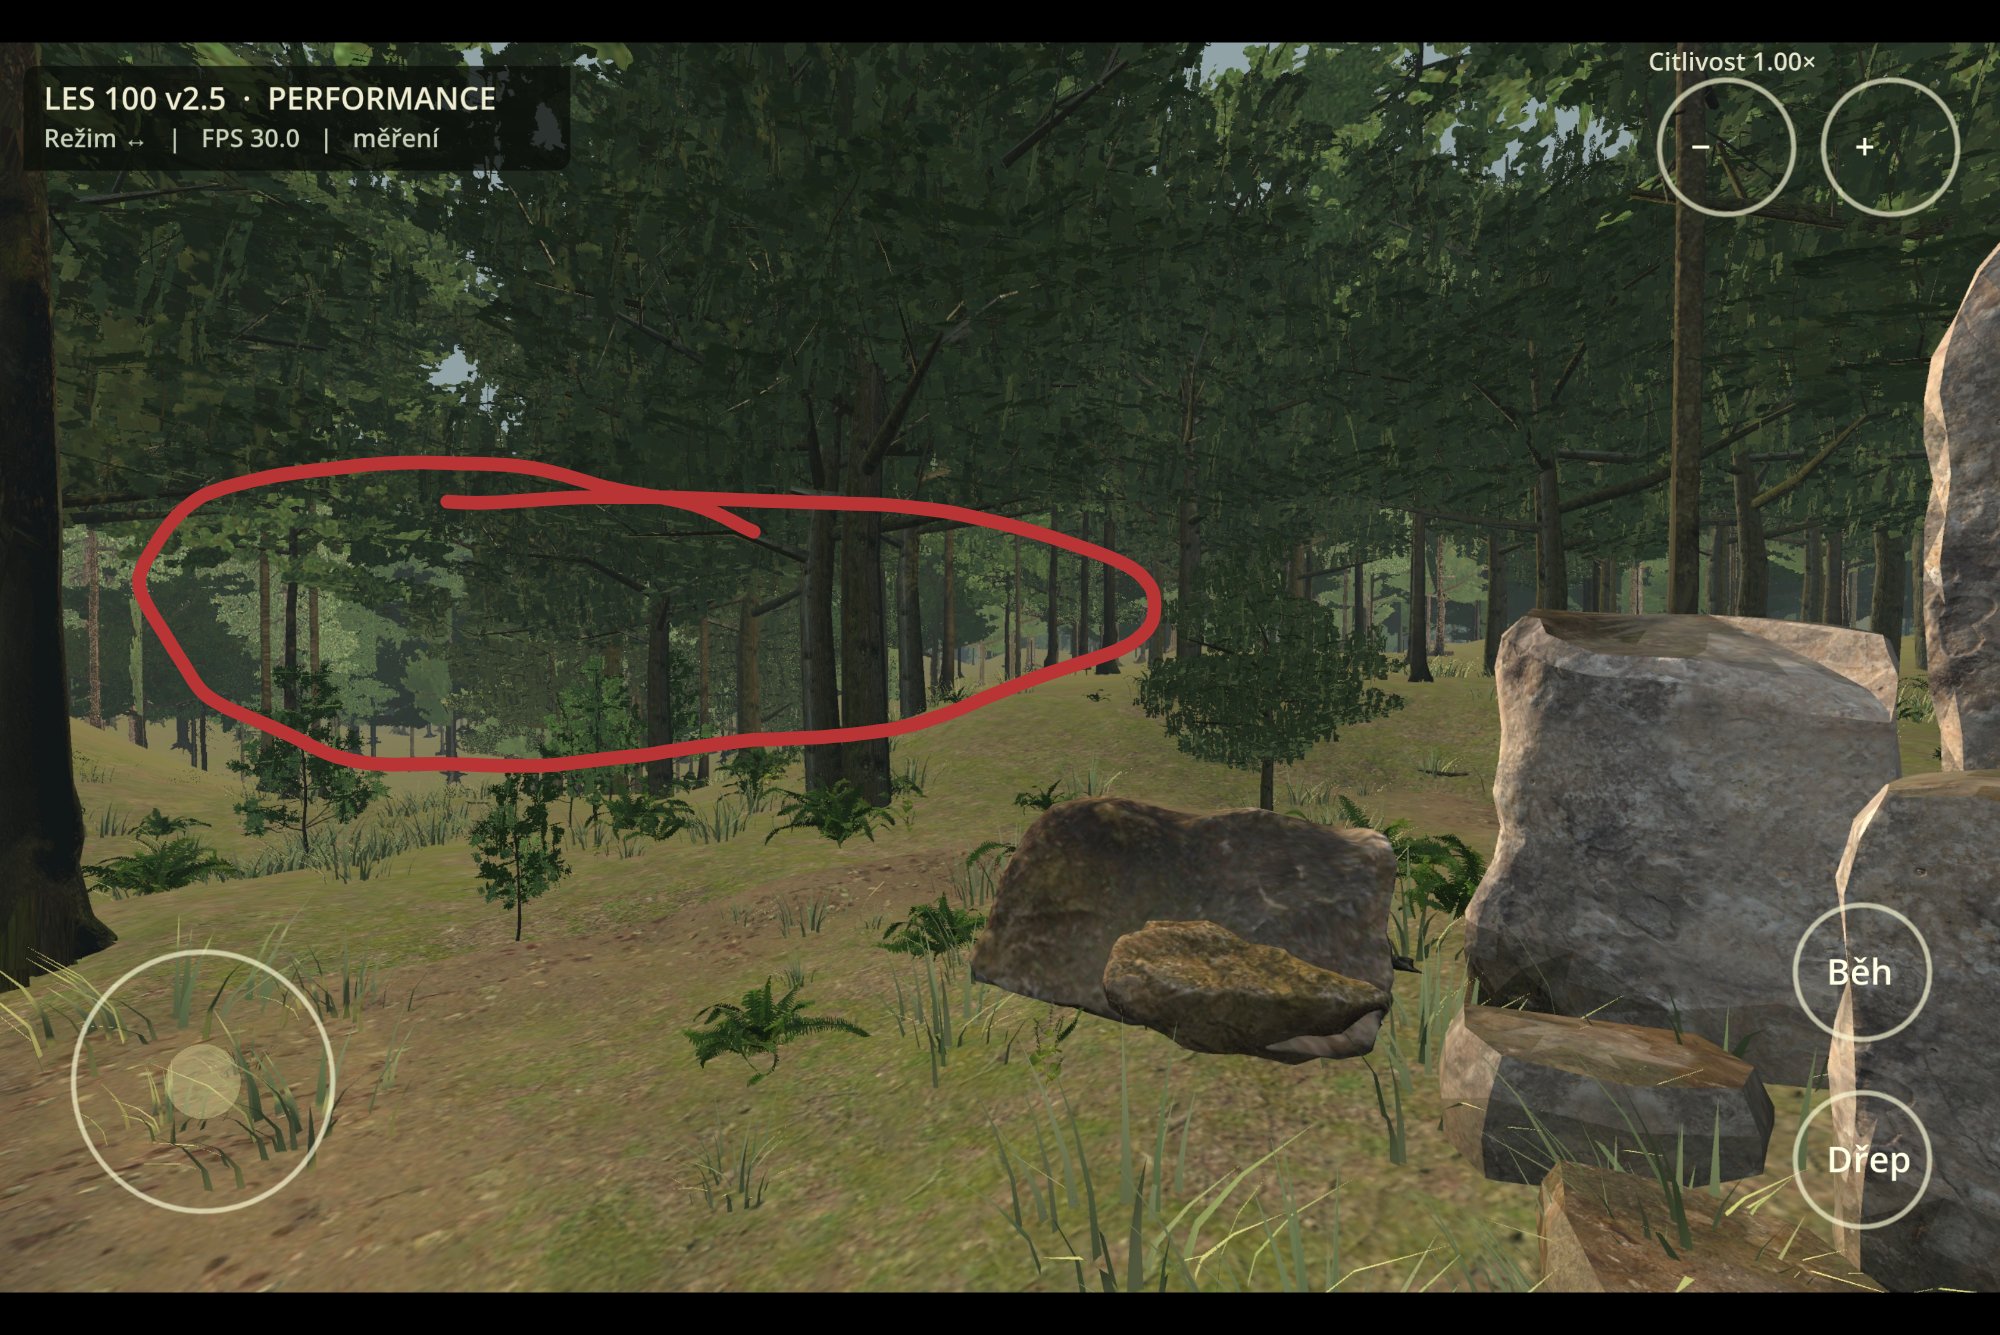 LES 100 v2.5 · PERFORMANCE
Režim ↔ | FPS 30.0 | měření
Citlivost 1.00×
− +
Běh
Dřep